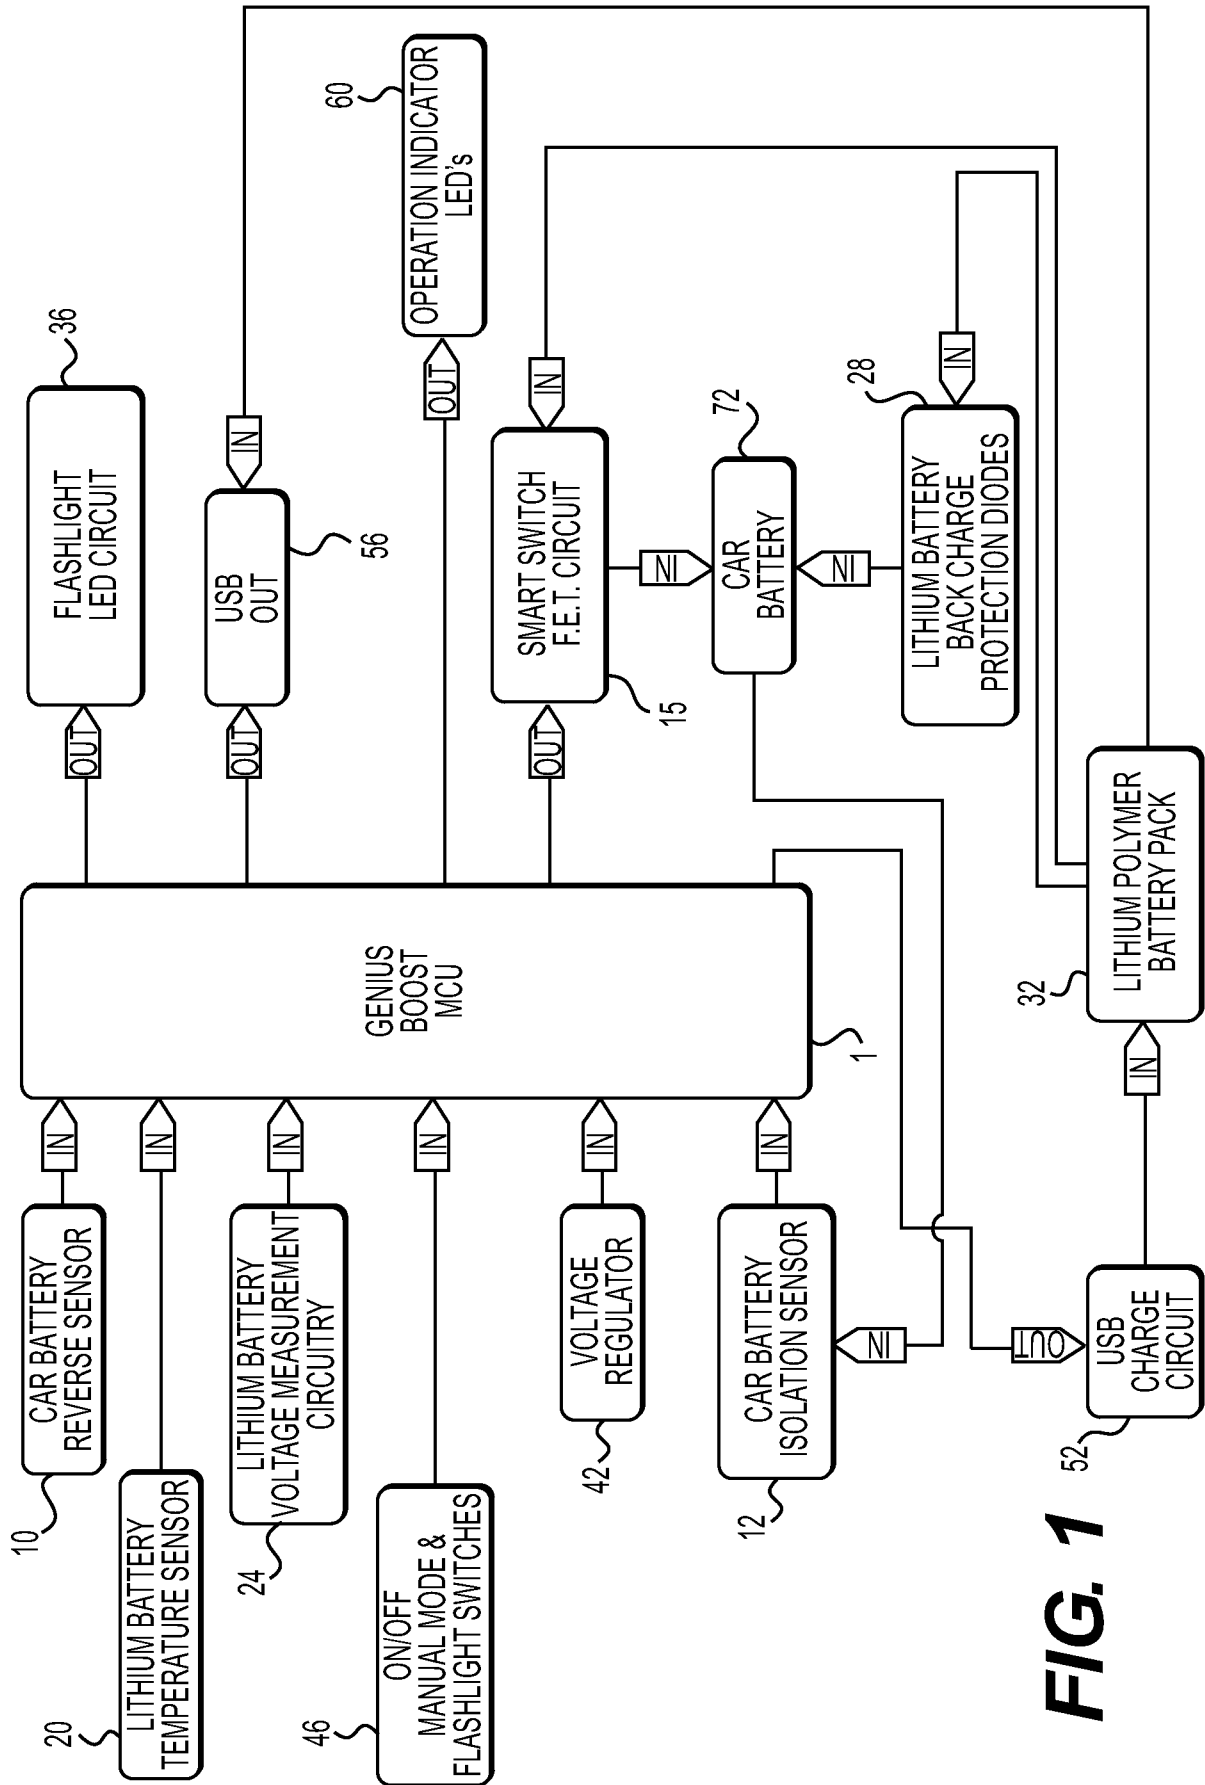 10
CAR BATTERY
REVERSE SENSOR
IN
20
LITHIUM BATTERY
TEMPERATURE SENSOR
IN
24
LITHIUM BATTERY
VOLTAGE MEASUREMENT
CIRCUITRY
IN
46
ON/OFF
MANUAL MODE &
FLASHLIGHT SWITCHES
IN
42
VOLTAGE
REGULATOR
IN
12
CAR BATTERY
ISOLATION SENSOR
IN
IN
GENIUS
BOOST
MCU
1
OUT
FLASHLIGHT
LED CIRCUIT
36
OUT
USB
OUT
56
IN
OUT
OPERATION INDICATOR
LED's
60
OUT
SMART SWITCH
F.E.T. CIRCUIT
15
IN
IN
CAR
BATTERY
72
IN
LITHIUM BATTERY
BACK CHARGE
PROTECTION DIODES
28
IN
OUT
USB
CHARGE
CIRCUIT
52
IN
LITHIUM POLYMER
BATTERY PACK
32
FIG. 1